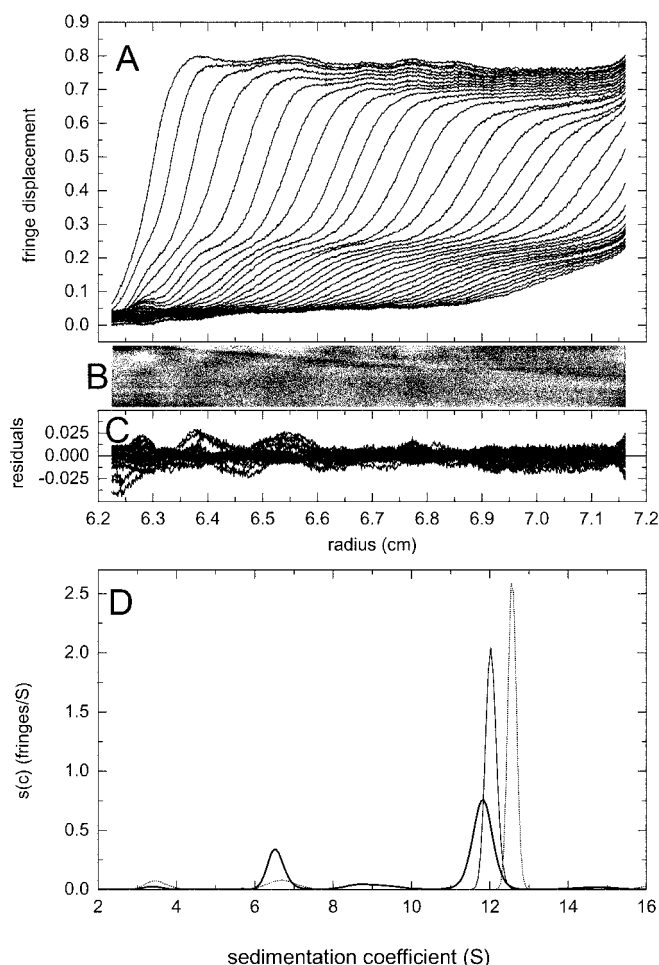 A
0.9
0.8
0.7
0.6
0.5
0.4
0.3
0.2
0.1
0.0
fringe displacement
B
C
0.025
0.000
-0.025
residuals
6.2 6.3 6.4 6.5 6.6 6.7 6.8 6.9 7.0 7.1 7.2
radius (cm)
D
2.5
2.0
1.5
1.0
0.5
0.0
s(c) (fringes/S)
2 4 6 8 10 12 14 16
sedimentation coefficient (S)